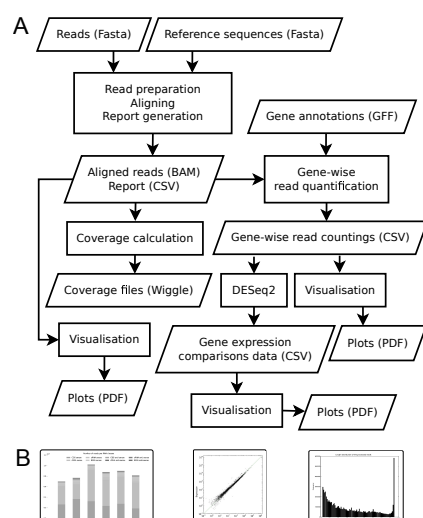 A
Reads (Fasta)
Reference sequences (Fasta)
Read preparation
Aligning
Report generation
Gene annotations (GFF)
Aligned reads (BAM)
Report (CSV)
Gene-wise
read quantification
Coverage calculation
Gene-wise read countings (CSV)
Coverage files (Wiggle)
DESeq2
Visualisation
Visualisation
Gene expression
comparisons data (CSV)
Plots (PDF)
Plots (PDF)
Visualisation
Plots (PDF)
B